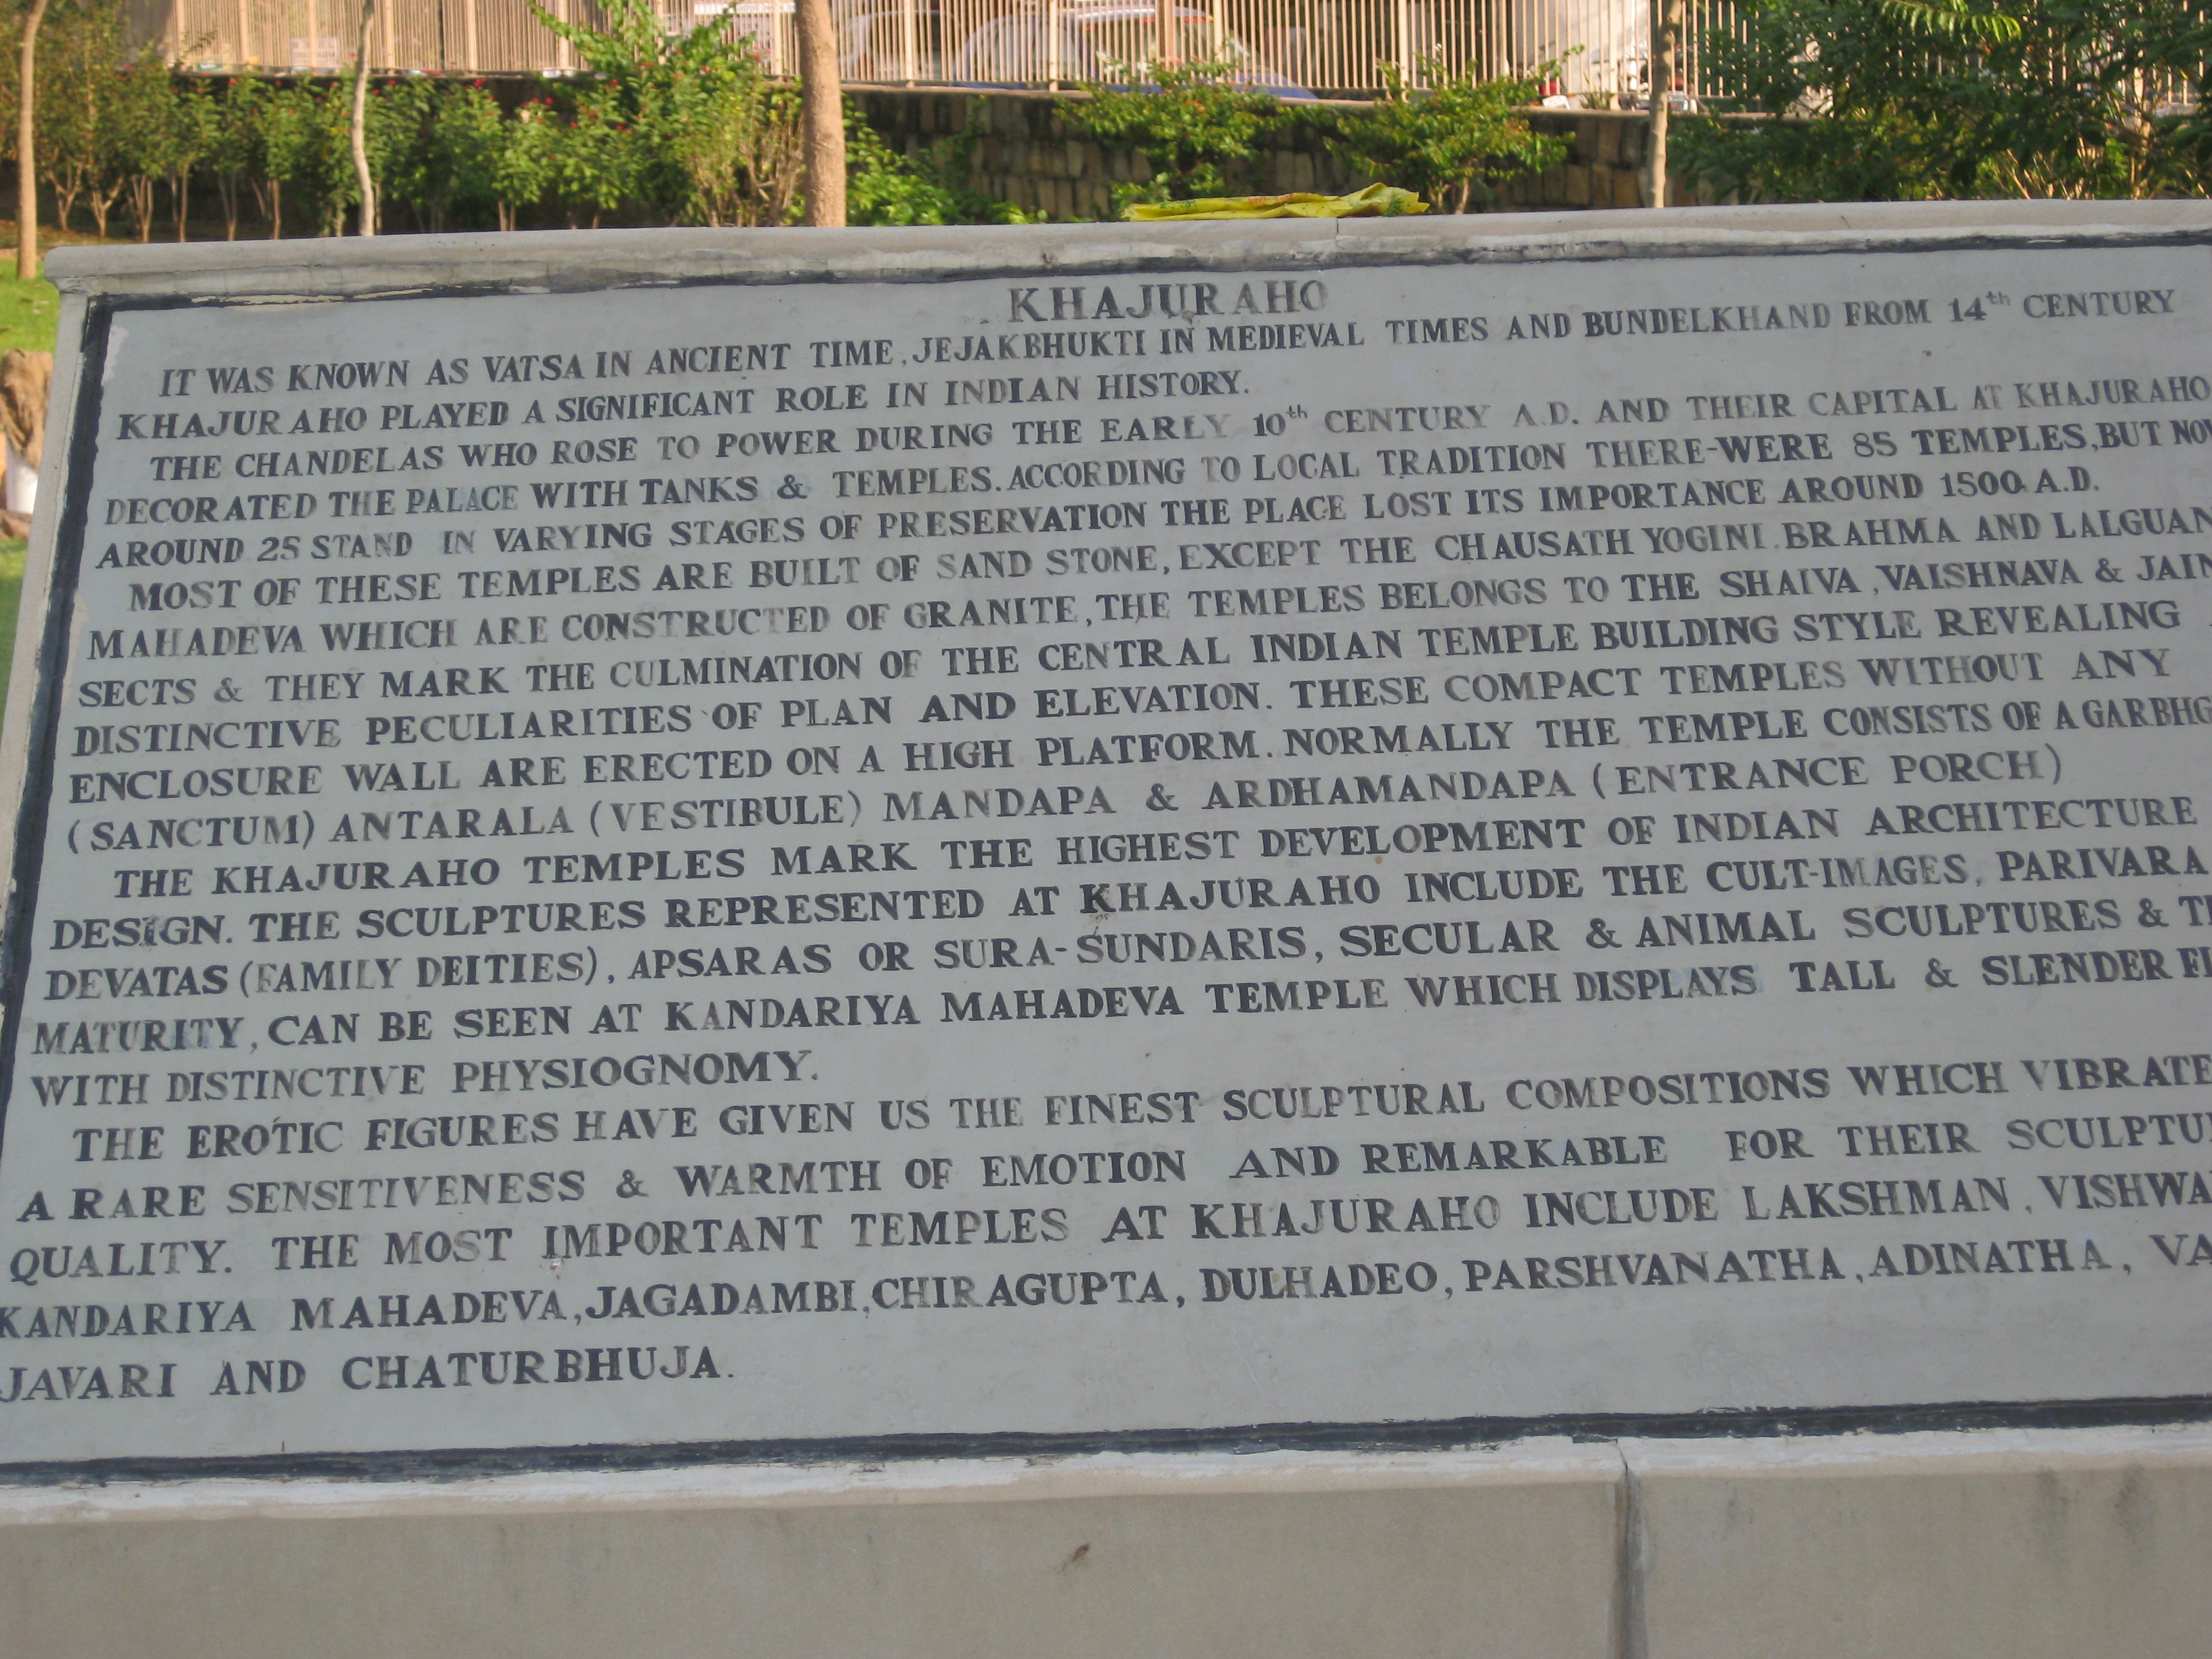 KHAJURAHO
IT WAS KNOWN AS VATSA IN ANCIENT TIME, JEJAKBHUKTI IN MEDIEVAL TIMES AND BUNDELKHAND FROM 14th CENTURY
KHAJURAHO PLAYED A SIGNIFICANT ROLE IN INDIAN HISTORY.
THE CHANDELAS WHO ROSE TO POWER DURING THE EARLY 10th CENTURY A.D. AND THEIR CAPITAL AT KHAJURAHO
DECORATED THE PALACE WITH TANKS & TEMPLES. ACCORDING TO LOCAL TRADITION THERE-WERE 85 TEMPLES, BUT NOW
AROUND 25 STAND IN VARYING STAGES OF PRESERVATION THE PLACE LOST ITS IMPORTANCE AROUND 1500 A.D.
MOST OF THESE TEMPLES ARE BUILT OF SAND STONE, EXCEPT THE CHAUSATH YOGINI. BRAHMA AND LALGUAN
MAHADEVA WHICH ARE CONSTRUCTED OF GRANITE, THE TEMPLES BELONGS TO THE SHAIVA, VAISHNAVA & JAIN
SECTS & THEY MARK THE CULMINATION OF THE CENTRAL INDIAN TEMPLE BUILDING STYLE REVEALING
DISTINCTIVE PECULIARITIES OF PLAN AND ELEVATION. THESE COMPACT TEMPLES WITHOUT ANY
ENCLOSURE WALL ARE ERECTED ON A HIGH PLATFORM. NORMALLY THE TEMPLE CONSISTS OF A GARBHG
(SANCTUM) ANTARALA (VESTIBULE) MANDAPA & ARDHAMANDAPA (ENTRANCE PORCH)
THE KHAJURAHO TEMPLES MARK THE HIGHEST DEVELOPMENT OF INDIAN ARCHITECTURE
DESIGN. THE SCULPTURES REPRESENTED AT KHAJURAHO INCLUDE THE CULT-IMAGES, PARIVARA
DEVATAS (FAMILY DEITIES), APSARAS OR SURA-SUNDARIS, SECULAR & ANIMAL SCULPTURES &
MATURITY, CAN BE SEEN AT KANDARIYA MAHADEVA TEMPLE WHICH DISPLAYS TALL & SLENDER
WITH DISTINCTIVE PHYSIOGNOMY.
THE EROTIC FIGURES HAVE GIVEN US THE FINEST SCULPTURAL COMPOSITIONS WHICH VIBRATE
A RARE SENSITIVENESS & WARMTH OF EMOTION AND REMARKABLE FOR THEIR SCULPTU
QUALITY. THE MOST IMPORTANT TEMPLES AT KHAJURAHO INCLUDE LAKSHMAN, VISHWA
KANDARIYA MAHADEVA, JAGADAMBI, CHIRAGUPTA, DULHADEO, PARSHVANATHA, ADINATHA, VA
JAVARI AND CHATURBHUJA.